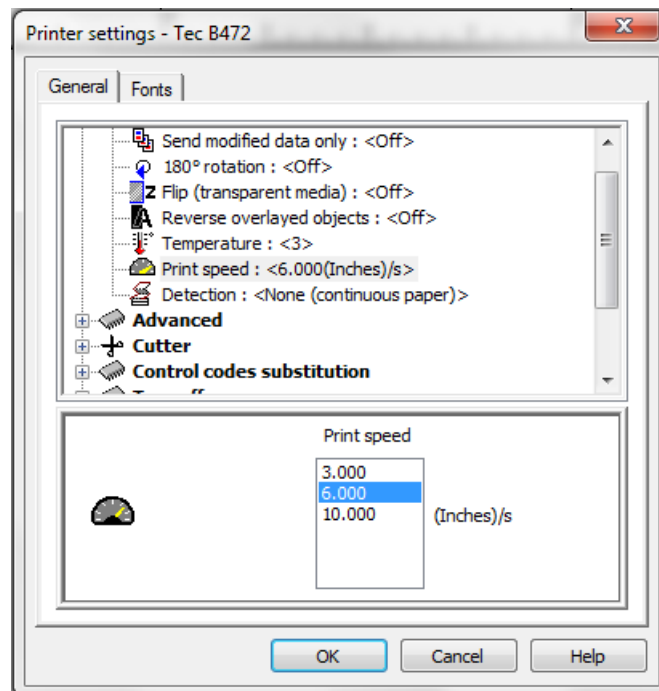 Printer settings - Tec B472
General
Fonts
Send modified data only : <Off>
180° rotation : <Off>
Z Flip (transparent media) : <Off>
A Reverse overlayed objects : <Off>
Temperature : <3>
Print speed : <6.000(Inches)/s>
Detection : <None (continuous paper)>
Advanced
Cutter
Control codes substitution
Print speed
3.000
6.000
10.000
(Inches)/s
OK
Cancel
Help